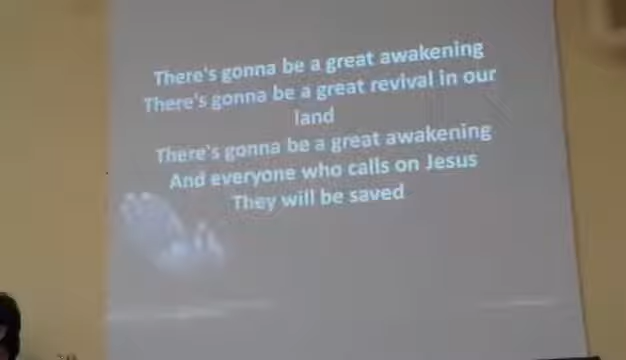 There's gonna be a great awakening
There's gonna be a great revival in our
land
There's gonna be a great awakening
And everyone who calls on Jesus
They will be saved